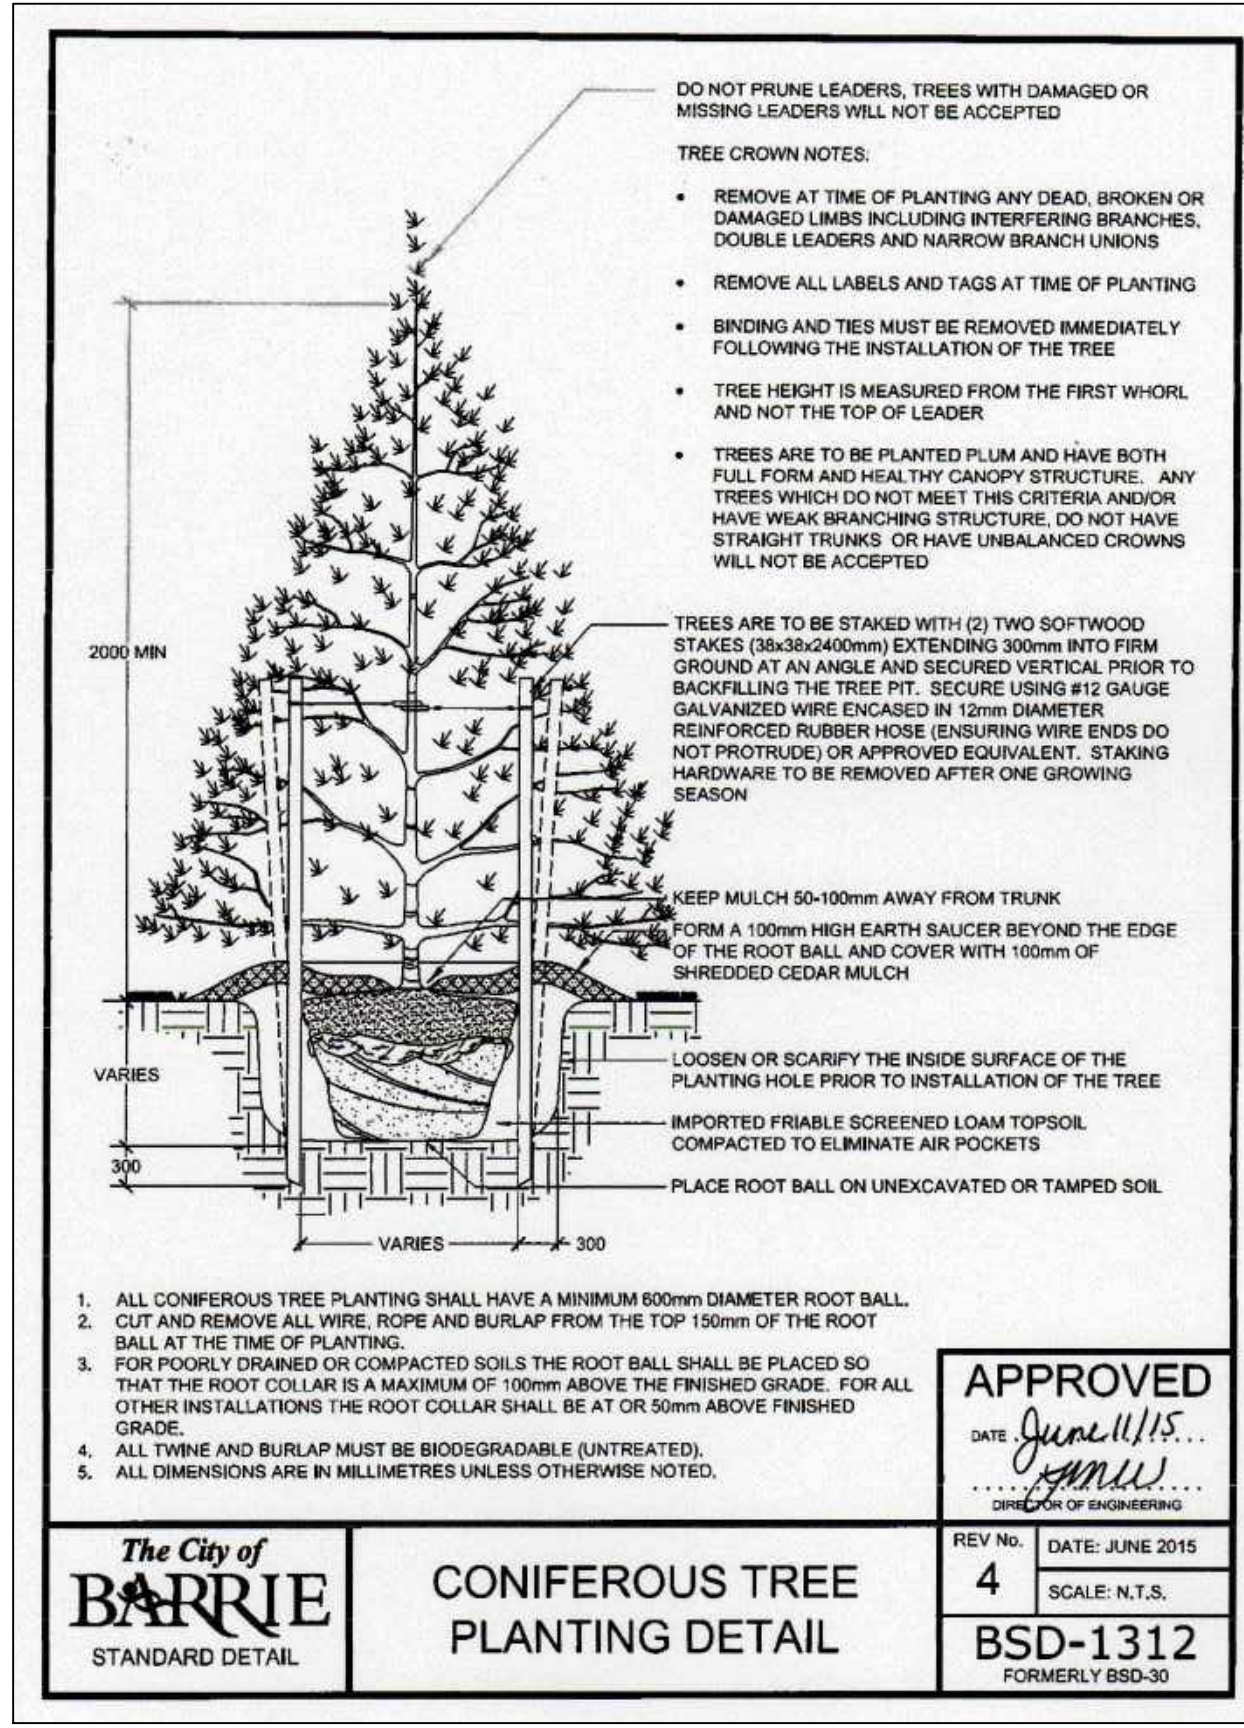 DO NOT PRUNE LEADERS, TREES WITH DAMAGED OR
MISSING LEADERS WILL NOT BE ACCEPTED
TREE CROWN NOTES:
• REMOVE AT TIME OF PLANTING ANY DEAD, BROKEN OR
DAMAGED LIMBS INCLUDING INTERFERING BRANCHES,
DOUBLE LEADERS AND NARROW BRANCH UNIONS
• REMOVE ALL LABELS AND TAGS AT TIME OF PLANTING
• BINDING AND TIES MUST BE REMOVED IMMEDIATELY
FOLLOWING THE INSTALLATION OF THE TREE
• TREE HEIGHT IS MEASURED FROM THE FIRST WHORL
AND NOT THE TOP OF LEADER
• TREES ARE TO BE PLANTED PLUM AND HAVE BOTH
FULL FORM AND HEALTHY CANOPY STRUCTURE. ANY
TREES WHICH DO NOT MEET THIS CRITERIA AND/OR
HAVE WEAK BRANCHING STRUCTURE, DO NOT HAVE
STRAIGHT TRUNKS OR HAVE UNBALANCED CROWNS
WILL NOT BE ACCEPTED
2000 MIN
TREES ARE TO BE STAKED WITH (2) TWO SOFTWOOD
STAKES (38x38x2400mm) EXTENDING 300mm INTO FIRM
GROUND AT AN ANGLE AND SECURED VERTICAL PRIOR TO
BACKFILLING THE TREE PIT. SECURE USING #12 GAUGE
GALVANIZED WIRE ENCASED IN 12mm DIAMETER
REINFORCED RUBBER HOSE (ENSURING WIRE ENDS DO
NOT PROTRUDE) OR APPROVED EQUIVALENT. STAKING
HARDWARE TO BE REMOVED AFTER ONE GROWING
SEASON
KEEP MULCH 50-100mm AWAY FROM TRUNK
FORM A 100mm HIGH EARTH SAUCER BEYOND THE EDGE
OF THE ROOT BALL AND COVER WITH 100mm OF
SHREDDED CEDAR MULCH
VARIES
LOOSEN OR SCARIFY THE INSIDE SURFACE OF THE
PLANTING HOLE PRIOR TO INSTALLATION OF THE TREE
IMPORTED FRIABLE SCREENED LOAM TOPSOIL
COMPACTED TO ELIMINATE AIR POCKETS
300
PLACE ROOT BALL ON UNEXCAVATED OR TAMPED SOIL
VARIES
300
1. ALL CONIFEROUS TREE PLANTING SHALL HAVE A MINIMUM 600mm DIAMETER ROOT BALL.
2. CUT AND REMOVE ALL WIRE, ROPE AND BURLAP FROM THE TOP 150mm OF THE ROOT
BALL AT THE TIME OF PLANTING.
3. FOR POORLY DRAINED OR COMPACTED SOILS THE ROOT BALL SHALL BE PLACED SO
THAT THE ROOT COLLAR IS A MAXIMUM OF 100mm ABOVE THE FINISHED GRADE. FOR ALL
OTHER INSTALLATIONS THE ROOT COLLAR SHALL BE AT OR 50mm ABOVE FINISHED
GRADE.
4. ALL TWINE AND BURLAP MUST BE BIODEGRADABLE (UNTREATED).
5. ALL DIMENSIONS ARE IN MILLIMETRES UNLESS OTHERWISE NOTED.
APPROVED
DATE June 11/15
DIRECTOR OF ENGINEERING
The City of
BARRIE
STANDARD DETAIL
CONIFEROUS TREE
PLANTING DETAIL
REV No.
4
DATE: JUNE 2015
SCALE: N.T.S.
BSD-1312
FORMERLY BSD-30